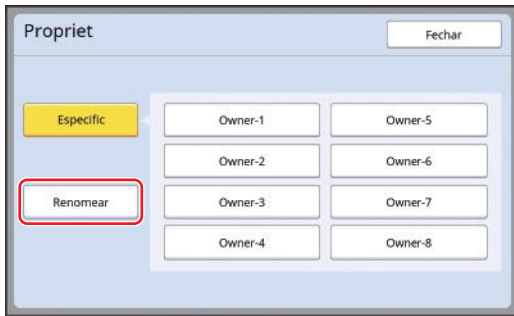 Propriet
Fechar
Especific
Owner-1
Owner-5
Owner-2
Owner-6
Renomear
Owner-3
Owner-7
Owner-4
Owner-8